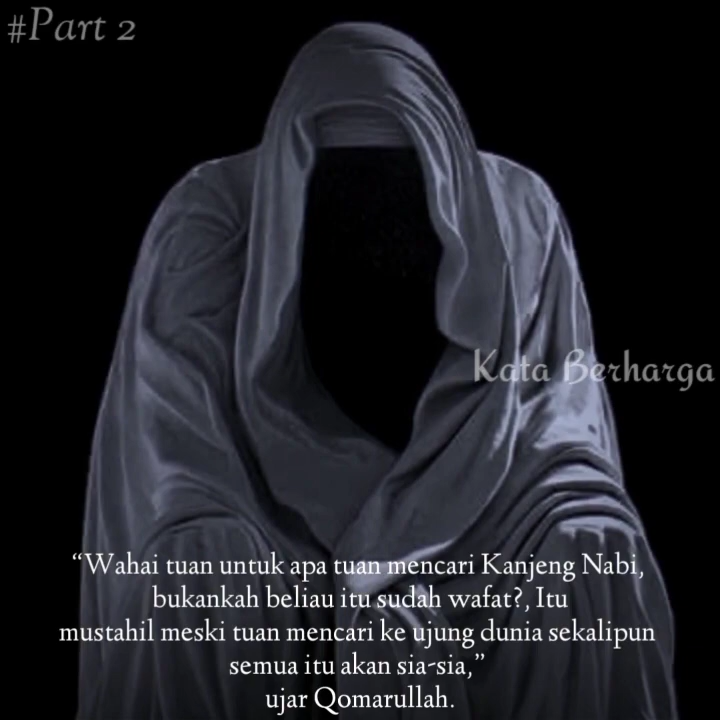 #Part 2
Kata Berharga
“Wahai tuan untuk apa tuan mencari Kanjeng Nabi,
bukankah beliau itu sudah wafat?, Itu
mustahil meski tuan mencari ke ujung dunia sekalipun
semua itu akan sia-sia,”
ujar Qomarullah.